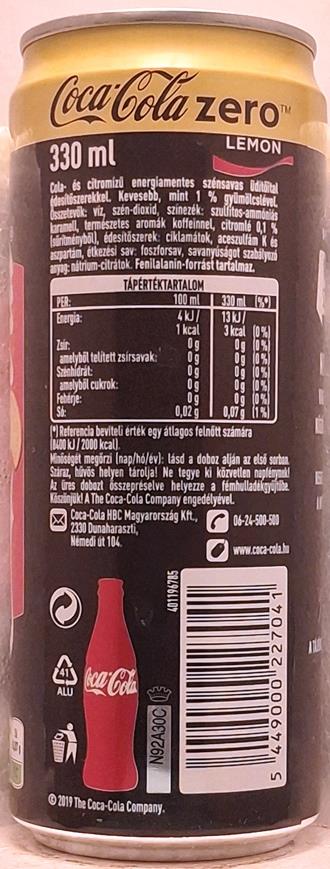 Coca-Cola zero™
LEMON
330 ml
Cola- és citromízű energiamentes szénsavas üdítőital
édesítőszerekkel. Kevesebb, mint 1 % gyümölcslével.
Összetevők: víz, szén-dioxid, színezék: szulfitos-ammóniás
karamell, természetes aromák koffeinnel, citromlé 0,1 %
(sűrítményből), édesítőszerek: ciklamátok, aceszulfám K és
aszpartám, étkezési sav: foszforsav, savanyúságot szabályozó
anyag: nátrium-citrátok. Fenilalanin-forrást tartalmaz.
TÁPÉRTÉKTARTALOM
PER: 100 ml 330 ml (%*)
Energia: 4 kJ/ 13 kJ/
1 kcal 3 kcal (0%)
Zsír: 0 g 0 g (0%)
amelyből telített zsírsavak: 0 g 0 g (0%)
Szénhidrát: 0 g 0 g (0%)
amelyből cukrok: 0 g 0 g (0%)
Fehérje: 0 g 0 g (0%)
Só: 0,02 g 0,07 g (1%)
(*) Referencia beviteli érték egy átlagos felnőtt számára
(8400 kJ / 2000 kcal).
Minőségét megőrzi (nap/hó/év): lásd a doboz alján az első sorban.
Száraz, hűvös helyen tárolja! Ne tegye ki közvetlen napfénynek!
Az üres dobozt összepréselve helyezze a fémhulladékgyűjtőbe.
Köszönjük! A The Coca-Cola Company engedélyével.
Coca-Cola HBC Magyarország Kft.,
2330 Dunaharaszti,
Némedi út 104.
06-24-500-500
www.coca-cola.hu
401196785
41
ALU
Coca-Cola
N92A30C
5 449000 227041
© 2019 The Coca-Cola Company.